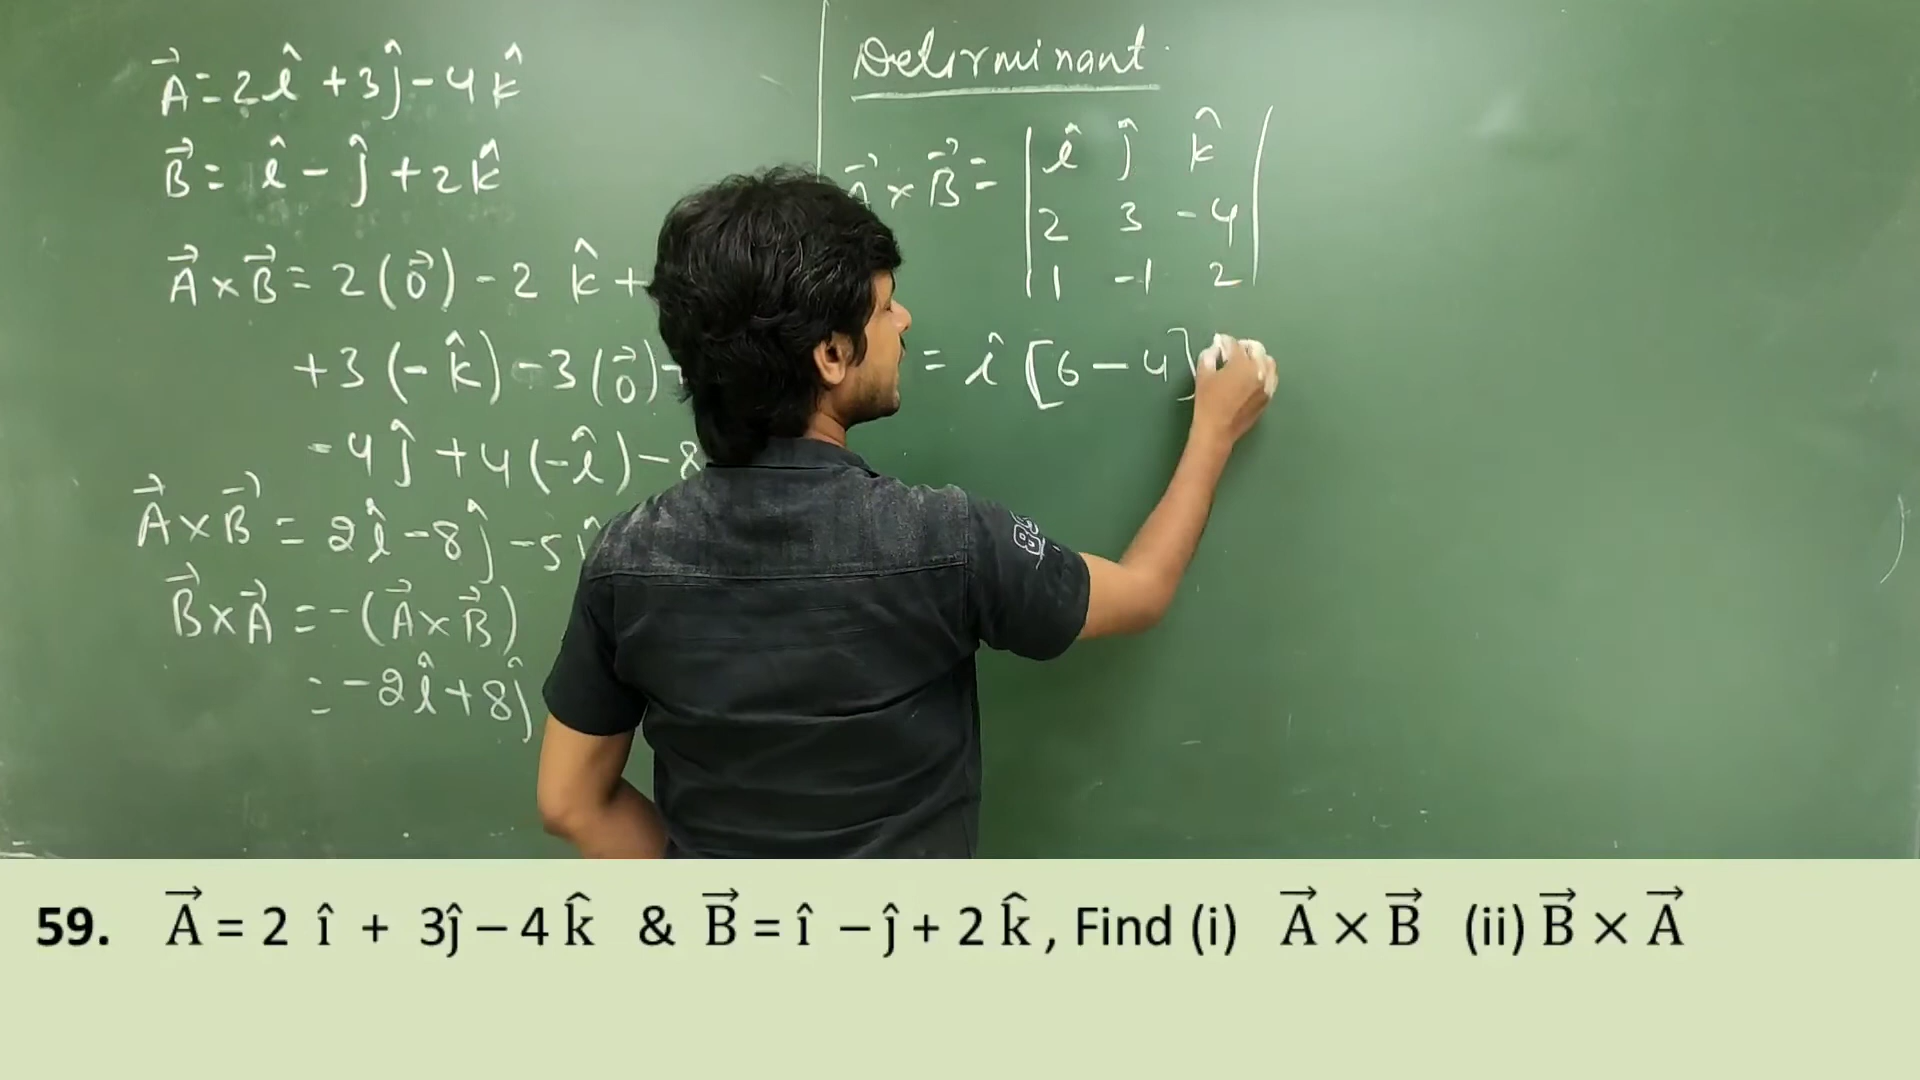 A⃗ = 2î + 3ĵ - 4k̂
B⃗ = î - ĵ + 2k̂
A⃗ × B⃗ = 2(0⃗) - 2 k̂ +
+3(-k̂) - 3(0⃗)
-4ĵ + 4(-î) - 8
A⃗ × B⃗ = 2î - 8ĵ - 5
B⃗ × A⃗ = -(A⃗ × B⃗)
= -2î + 8ĵ
Determinant
A⃗ × B⃗ = | î ĵ k̂ |
| 2 3 -4 |
| 1 -1 2 |
= î [6 - 4]
59. A⃗ = 2 î + 3ĵ – 4 k̂ & B⃗ = î – ĵ + 2 k̂ , Find (i) A⃗ × B⃗ (ii) B⃗ × A⃗